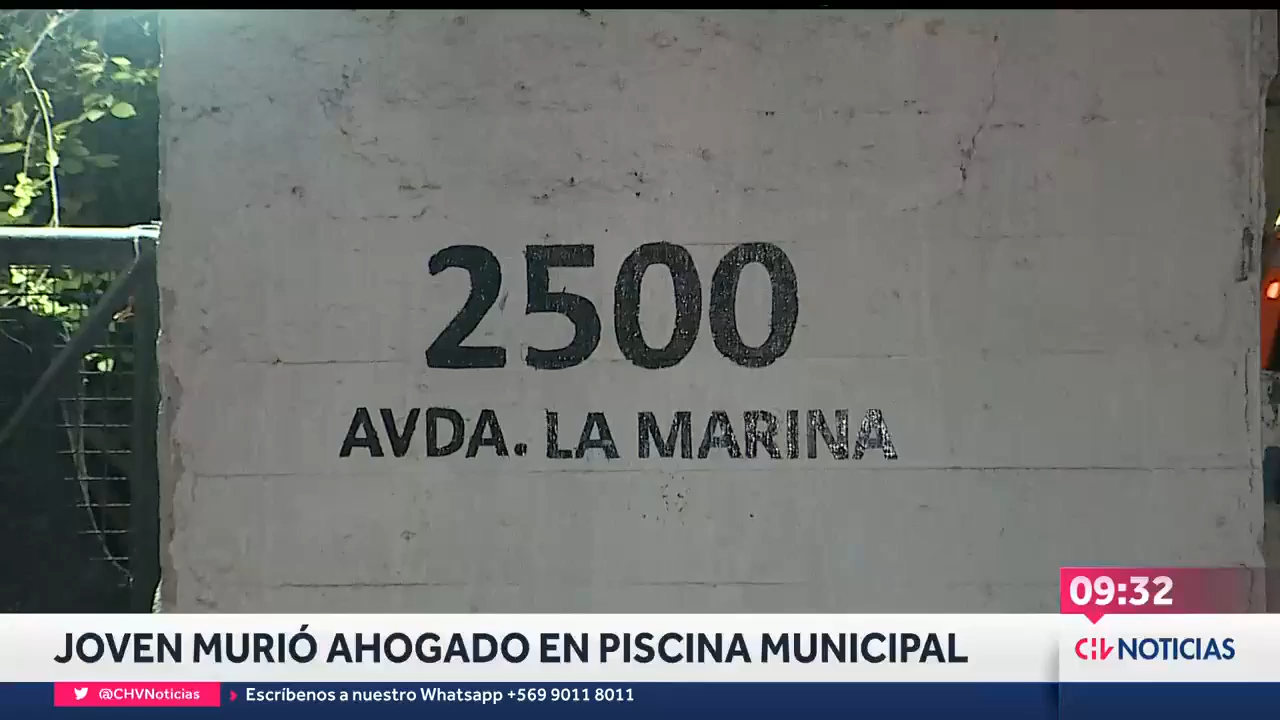 2500
AVDA. LA MARINA
09:32
JOVEN MURIÓ AHOGADO EN PISCINA MUNICIPAL
CHV NOTICIAS
@CHVNoticias
Escríbenos a nuestro Whatsapp +569 9011 8011